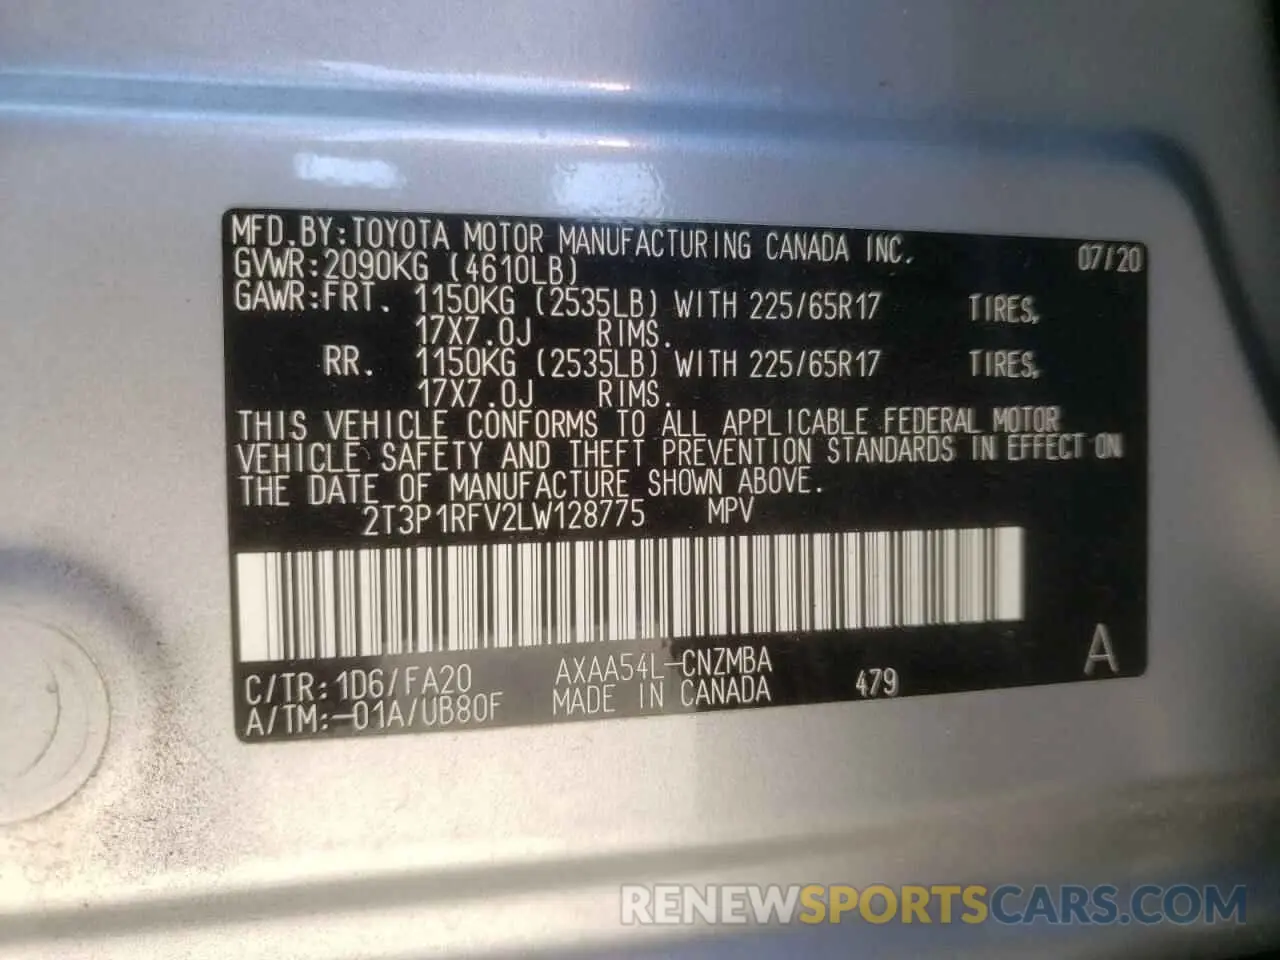 MFD.BY:TOYOTA MOTOR MANUFACTURING CANADA INC. 07/20
GVWR:2090KG (4610LB)
GAWR:FRT. 1150KG (2535LB) WITH 225/65R17 TIRES,
17X7.0J RIMS.
RR. 1150KG (2535LB) WITH 225/65R17 TIRES,
17X7.0J RIMS.
THIS VEHICLE CONFORMS TO ALL APPLICABLE FEDERAL MOTOR
VEHICLE SAFETY AND THEFT PREVENTION STANDARDS IN EFFECT ON
THE DATE OF MANUFACTURE SHOWN ABOVE.
2T3P1RFV2LW128775 MPV
C/TR:1D6/FA20 AXAA54L-CNZMBA
A/TM:-01A/UB80F MADE IN CANADA 479 A
RENEWSPORTSCARS.COM